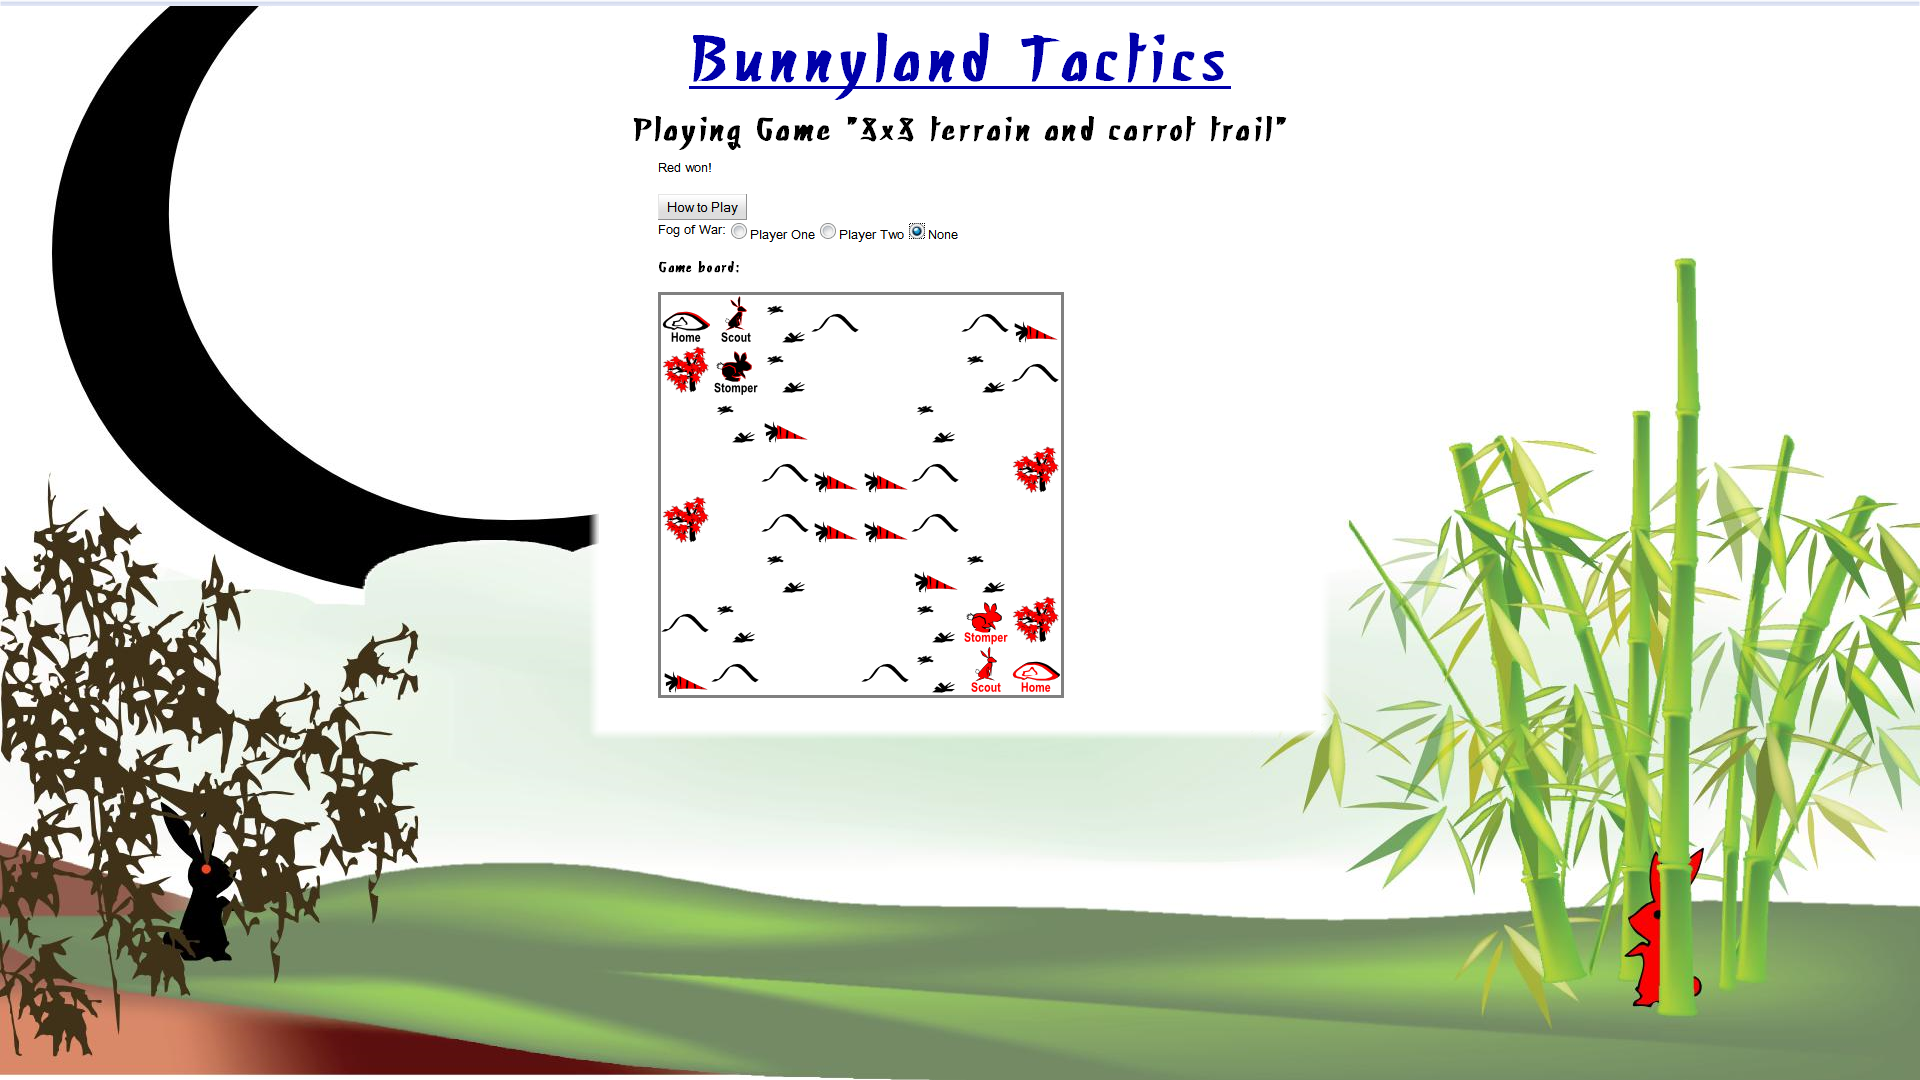 Bunnyland Tactics
Playing Game "8x8 terrain and carrot trail"
Red won!
How to Play
Fog of War: Player One Player Two None
Game board:
Home Scout
Stomper
Stomper
Scout Home